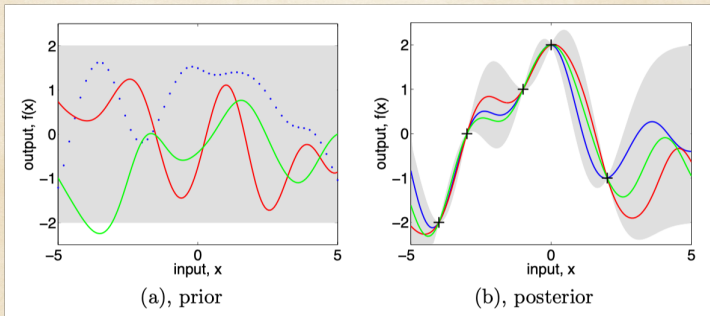 2
1
0
−1
−2
−5
0
5
output, f(x)
input, x
(a), prior
2
1
0
−1
−2
−5
0
5
output, f(x)
input, x
(b), posterior